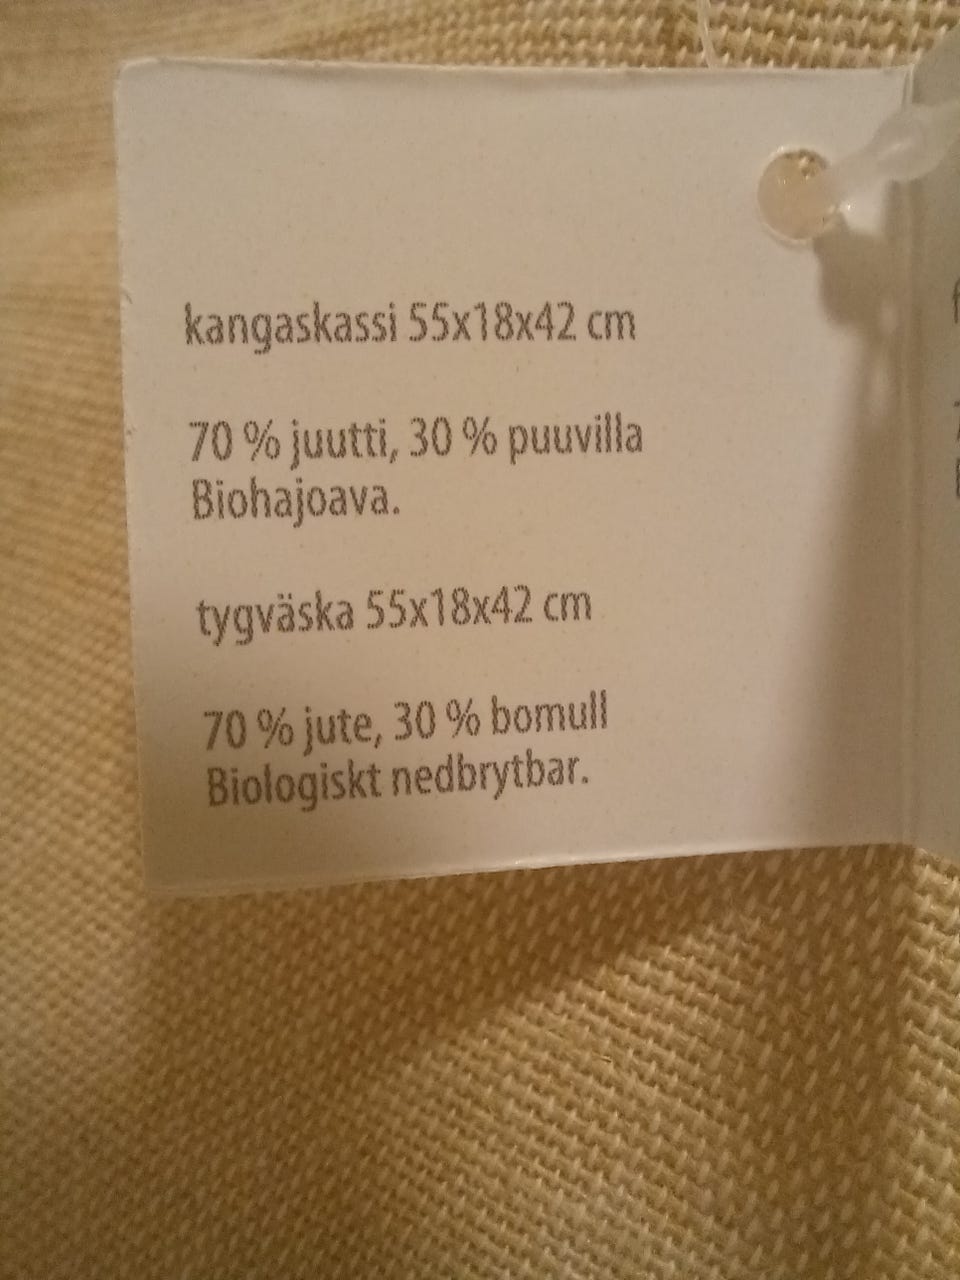 kangaskassi 55x18x42 cm
70 % juutti, 30 % puuvilla
Biohajoava.
tygväska 55x18x42 cm
70 % jute, 30 % bomull
Biologiskt nedbrytbar.